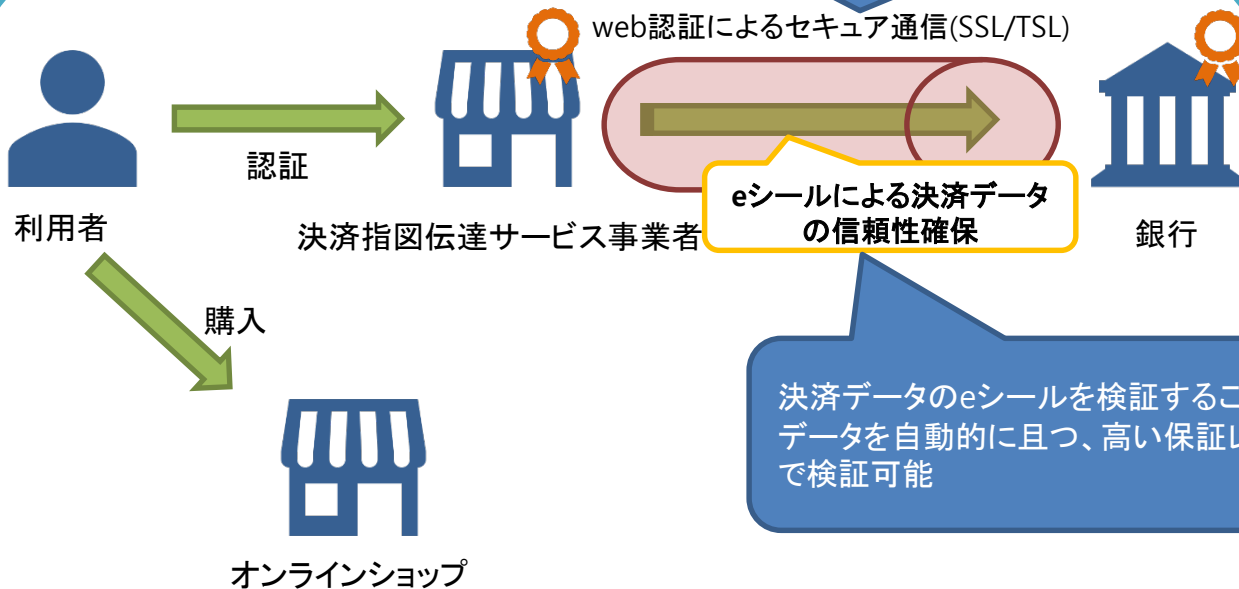 web認証によるセキュア通信(SSL/TSL)
認証
利用者
決済指図伝達サービス事業者
eシールによる決済データ
の信頼性確保
銀行
購入
決済データのeシールを検証するこ
データを自動的に且つ、高い保証レ
で検証可能
オンラインショップ